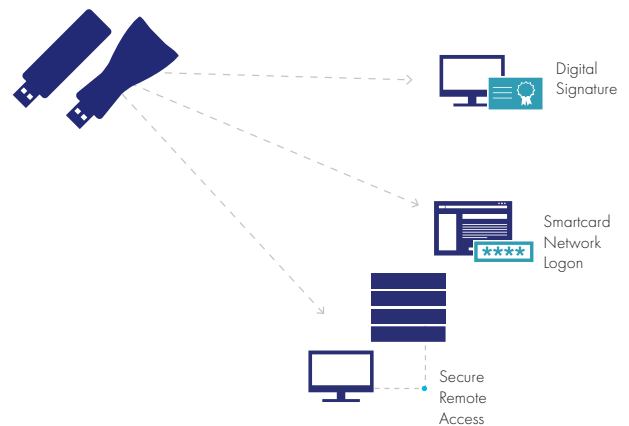 Digital
Signature
Smartcard
Network
Logon
****
Secure
Remote
Access